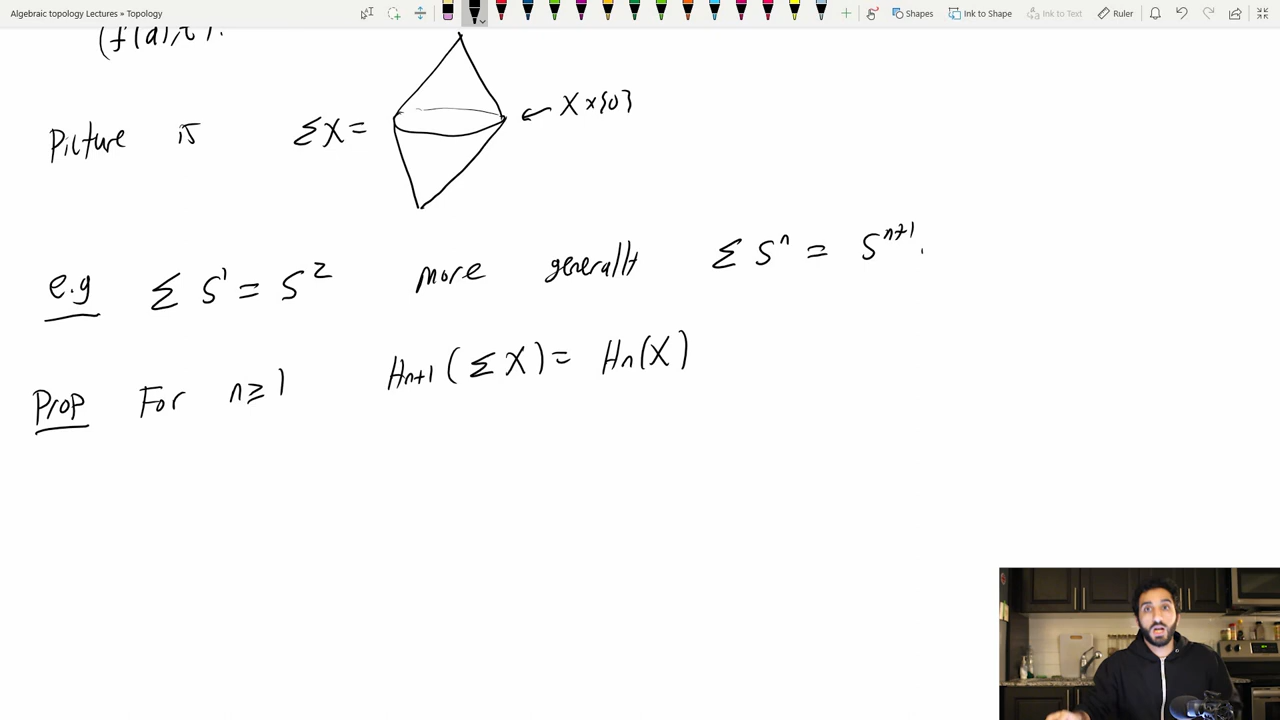 Algebraic topology Lectures » Topology
Shapes Ink to Shape Ink to Text Ruler
(f(a),t).
Picture is ΣX= ← X×{0}
e.g Σ S¹ = S² more generally Σ Sⁿ = Sⁿ⁺¹.
Prop For n≥1 Hn+1(ΣX)= Hn(X)